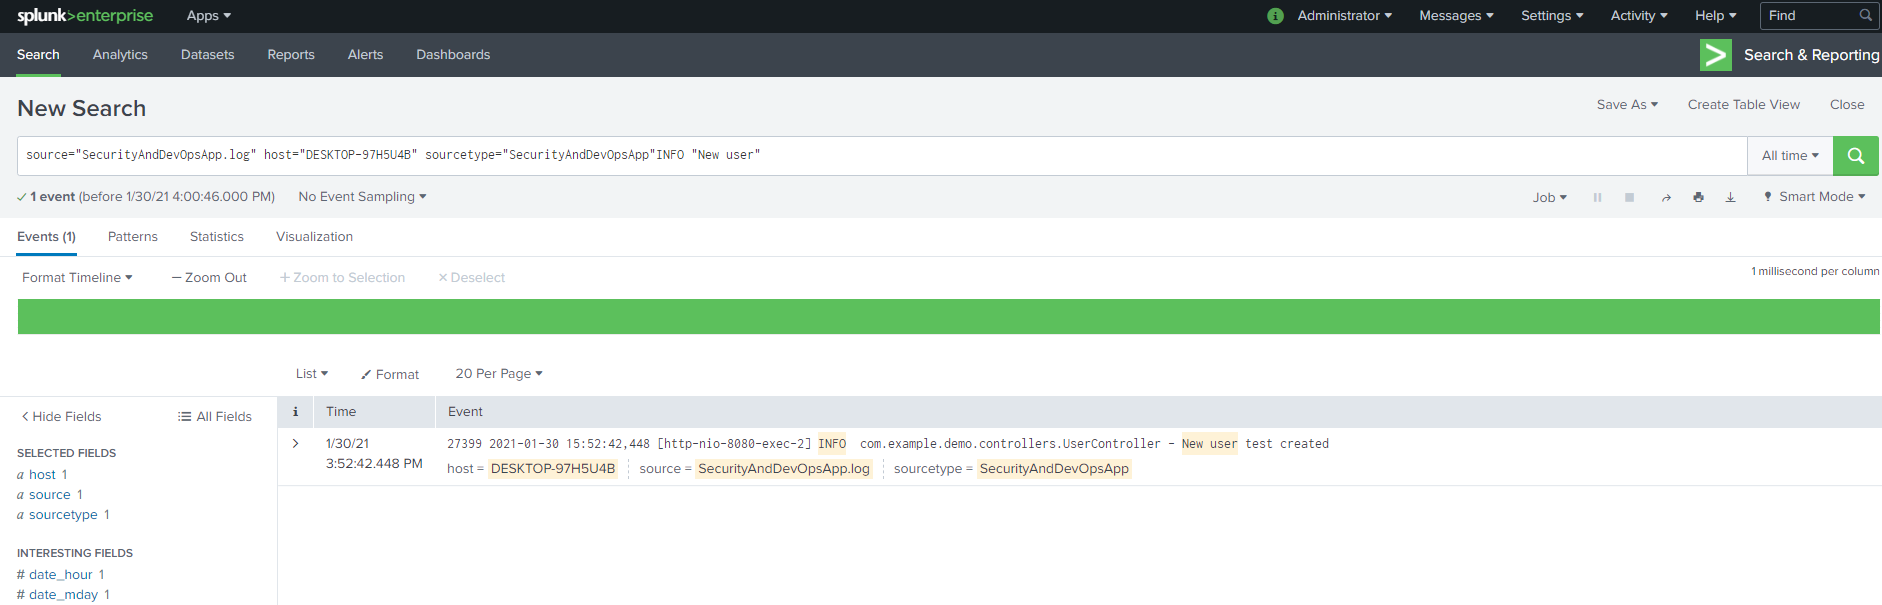 splunk>enterprise Apps Administrator Messages Settings Activity Help Find
Search Analytics Datasets Reports Alerts Dashboards Search & Reporting
New Search Save As Create Table View Close
source="SecurityAndDevOpsApp.log" host="DESKTOP-97H5U4B" sourcetype="SecurityAndDevOpsApp"INFO "New user" All time
1 event (before 1/30/21 4:00:46.000 PM) No Event Sampling Job Smart Mode
Events (1) Patterns Statistics Visualization
Format Timeline — Zoom Out + Zoom to Selection × Deselect 1 millisecond per column
List Format 20 Per Page
< Hide Fields All Fields i Time Event
SELECTED FIELDS
a host 1
a source 1
a sourcetype 1
INTERESTING FIELDS
# date_hour 1
# date_mday 1
> 1/30/21 27399 2021-01-30 15:52:42,448 [http-nio-8080-exec-2] INFO com.example.demo.controllers.UserController - New user test created
3:52:42.448 PM host = DESKTOP-97H5U4B source = SecurityAndDevOpsApp.log sourcetype = SecurityAndDevOpsApp